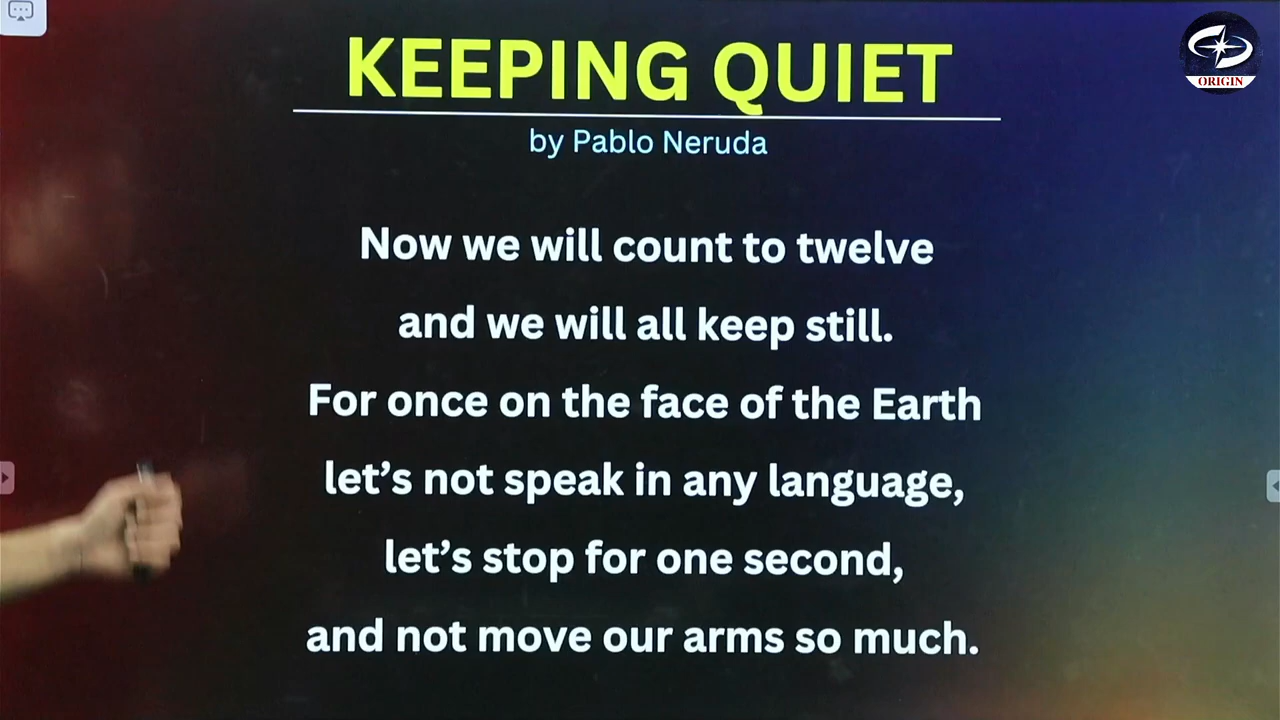 KEEPING QUIET
by Pablo Neruda
Now we will count to twelve
and we will all keep still.
For once on the face of the Earth
let’s not speak in any language,
let’s stop for one second,
and not move our arms so much.
ORIGIN